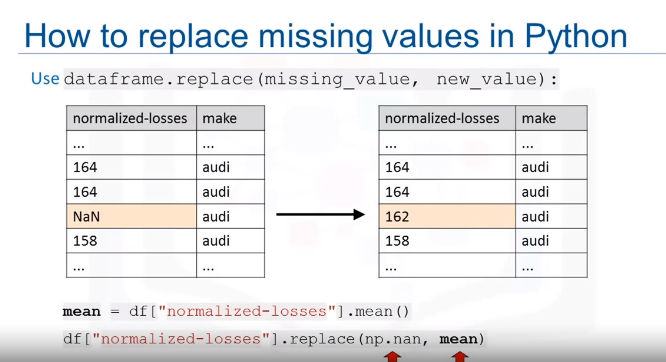 How to replace missing values in Python
Use dataframe.replace(missing_value, new_value):
normalized-losses make
... ...
164 audi
164 audi
NaN audi
158 audi
... ...
normalized-losses make
... ...
164 audi
164 audi
162 audi
158 audi
... ...
mean = df["normalized-losses"].mean()
df["normalized-losses"].replace(np.nan, mean)